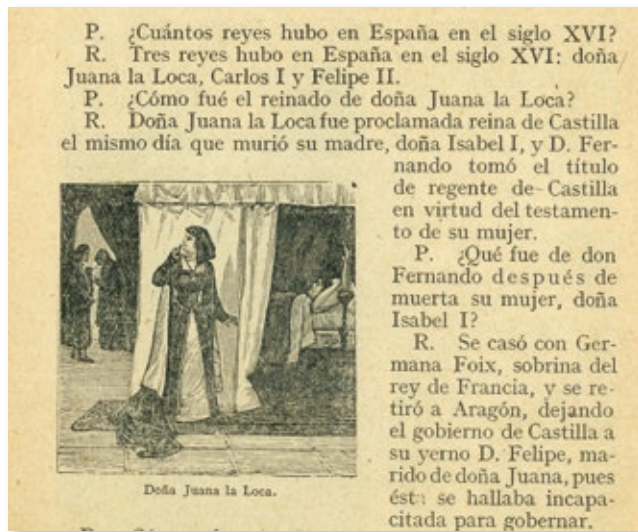 P. ¿Cuántos reyes hubo en España en el siglo XVI?
R. Tres reyes hubo en España en el siglo XVI: doña
Juana la Loca, Carlos I y Felipe II.
P. ¿Cómo fué el reinado de doña Juana la Loca?
R. Doña Juana la Loca fue proclamada reina de Castilla
el mismo día que murió su madre, doña Isabel I, y D. Fer-
nando tomó el título
de regente de Castilla
en virtud del testamen-
to de su mujer.
P. ¿Qué fue de don
Fernando después de
muerta su mujer, doña
Isabel I?
R. Se casó con Ger-
mana Foix, sobrina del
rey de Francia, y se re-
tiró a Aragón, dejando
el gobierno de Castilla a
su yerno D. Felipe, ma-
rido de doña Juana, pues
ésta se hallaba incapa-
citada para gobernar.
Doña Juana la Loca.